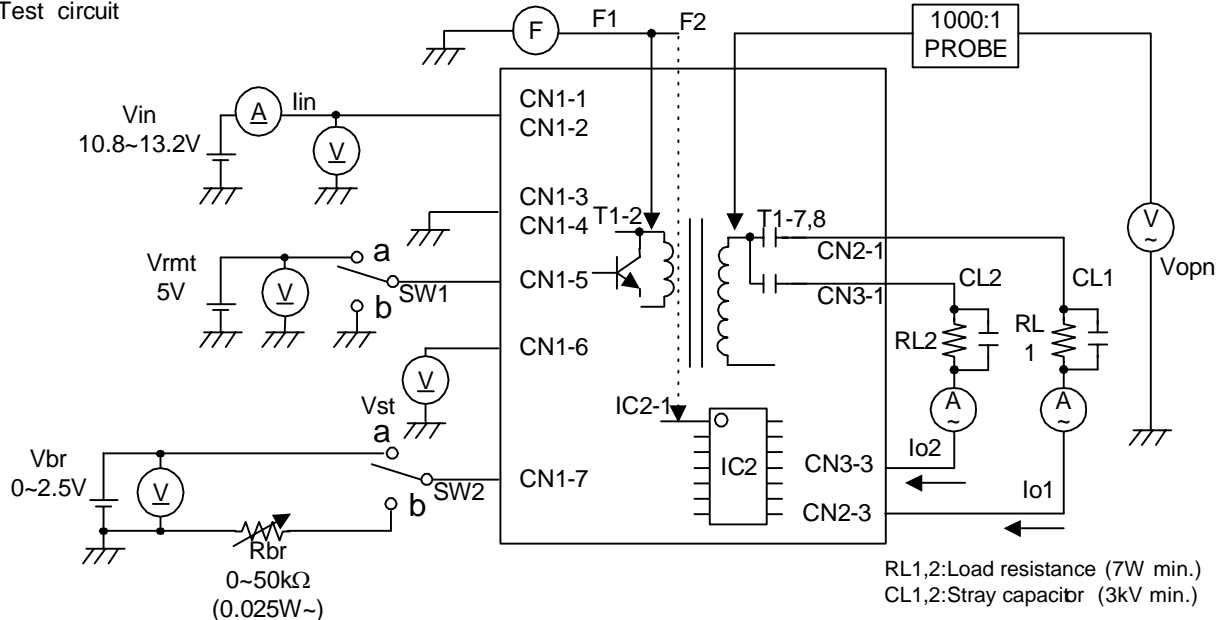 Test circuit
F
F1
F2
1000:1
PROBE
Vin
10.8~13.2V
A
Iin
V
CN1-1
CN1-2
CN1-3
CN1-4
T1-2
T1-7,8
CN2-1
V
~
Vopn
Vrmt
5V
V
a
b
SW1
CN1-5
CN3-1
CL2
CL1
RL2
RL
1
CN1-6
V
Vst
A
~
A
~
IC2-1
IC2
Io2
Io1
Vbr
0~2.5V
V
a
b
SW2
CN1-7
CN3-3
CN2-3
Rbr
0~50kΩ
(0.025W~)
RL1,2:Load resistance (7W min.)
CL1,2:Stray capacitor (3kV min.)